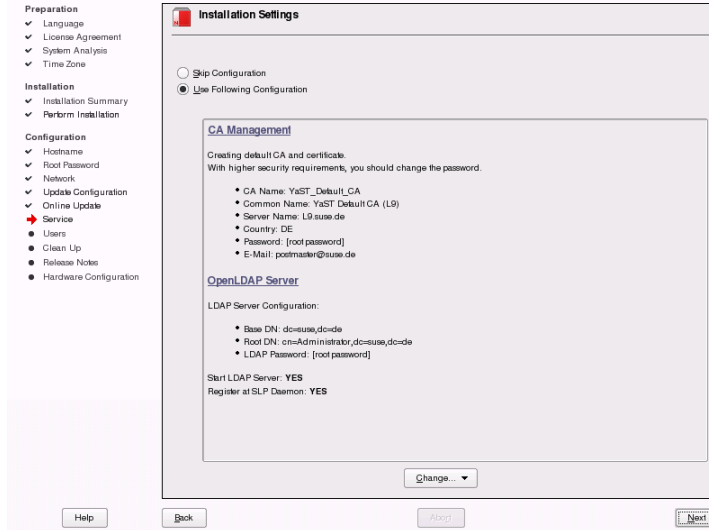 Preparation
Language
License Agreement
System Analysis
Time Zone
Installation
Installation Summary
Perform Installation
Configuration
Hostname
Root Password
Network
Update Configuration
Online Update
Service
Users
Clean Up
Release Notes
Hardware Configuration
Installation Settings
Skip Configuration
Use Following Configuration
CA Management
Creating default CA and certificate.
With higher security requirements, you should change the password.
CA Name: YaST_Default_CA
Common Name: YaST Default CA (L9)
Server Name: L9.suse.de
Country: DE
Password: [root password]
E-Mail: postmaster@suse.de
OpenLDAP Server
LDAP Server Configuration:
Base DN: dc=suse,dc=de
Root DN: cn=Administrator,dc=suse,dc=de
LDAP Password: [root password]
Start LDAP Server: YES
Register at SLP Daemon: YES
Change...
Help
Back
Abort
Next